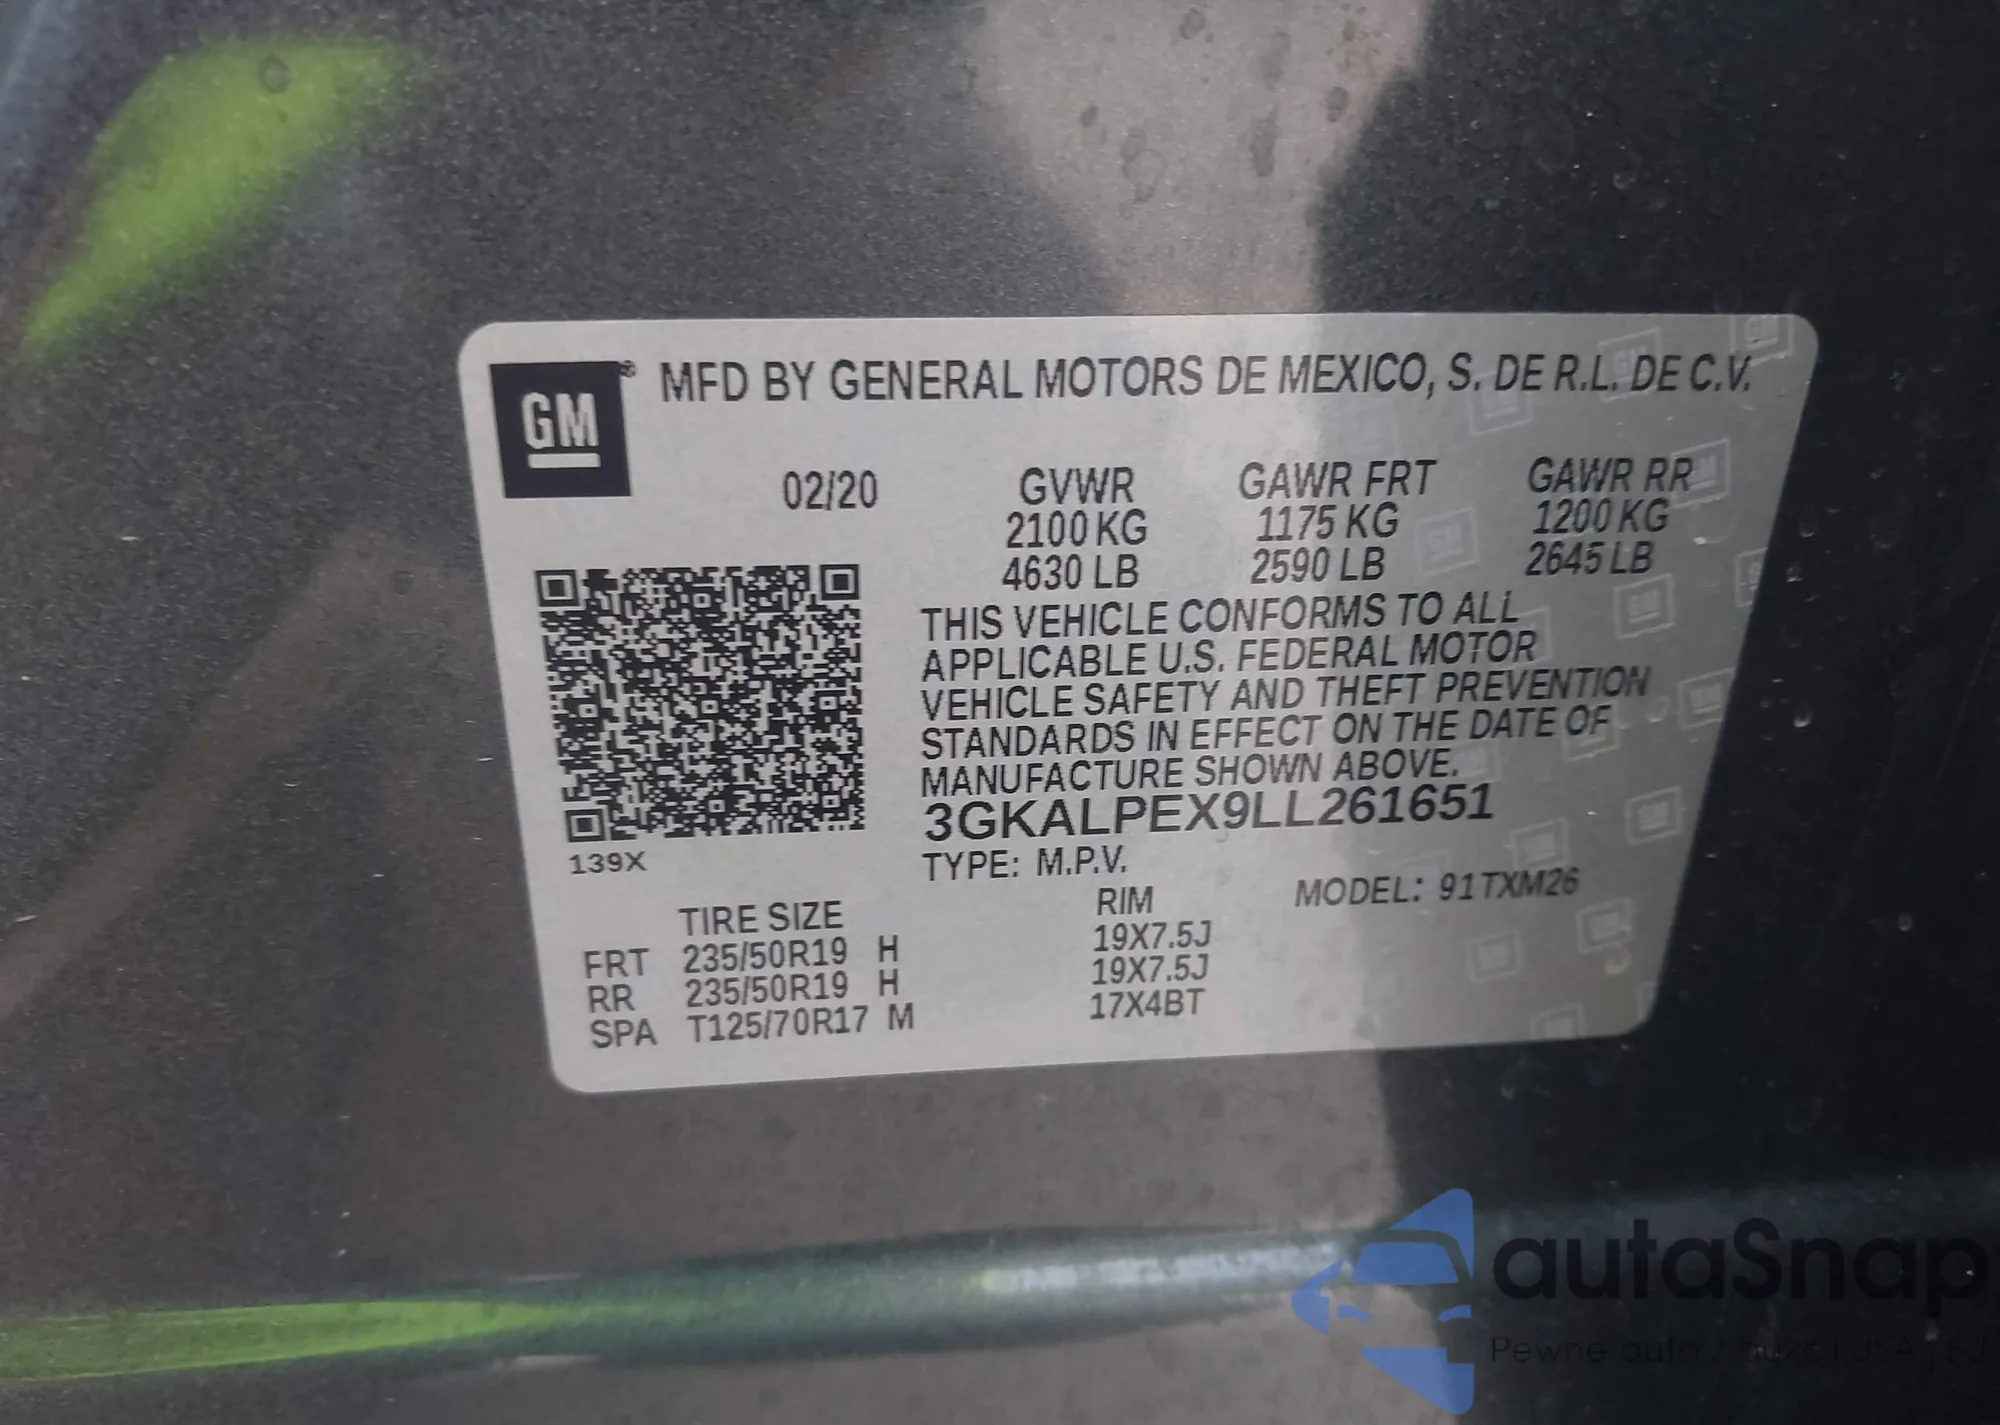 GM®
MFD BY GENERAL MOTORS DE MEXICO, S. DE R.L. DE C.V.
02/20 GVWR GAWR FRT GAWR RR
2100 KG 1175 KG 1200 KG
4630 LB 2590 LB 2645 LB
THIS VEHICLE CONFORMS TO ALL
APPLICABLE U.S. FEDERAL MOTOR
VEHICLE SAFETY AND THEFT PREVENTION
STANDARDS IN EFFECT ON THE DATE OF
MANUFACTURE SHOWN ABOVE.
3GKALPEX9LL261651
139X
TYPE: M.P.V.
TIRE SIZE RIM MODEL: 91TXM26
FRT 235/50R19 H 19X7.5J
RR 235/50R19 H 19X7.5J
SPA T125/70R17 M 17X4BT
autaSnap
Pewne auto